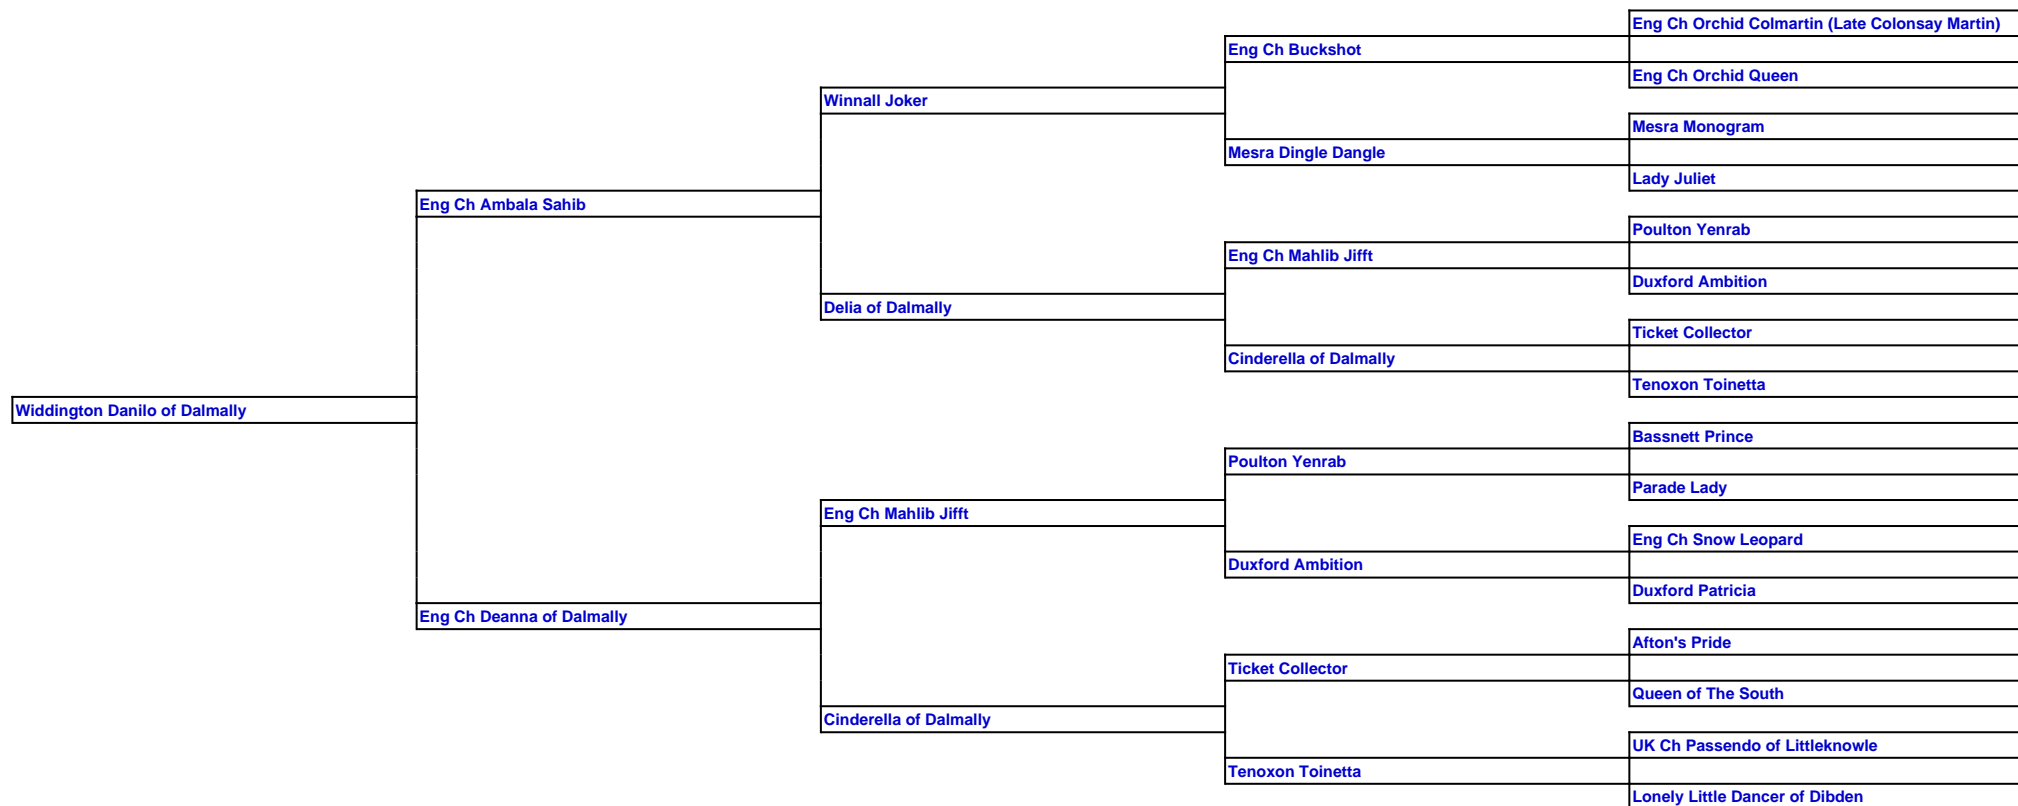 Eng Ch Orchid Colmartin (Late Colonsay Martin)
Eng Ch Buckshot
Eng Ch Orchid Queen
Winnall Joker
Mesra Monogram
Mesra Dingle Dangle
Lady Juliet
Eng Ch Ambala Sahib
Poulton Yenrab
Eng Ch Mahlib Jifft
Duxford Ambition
Delia of Dalmally
Ticket Collector
Cinderella of Dalmally
Tenoxon Toinetta
Widdington Danilo of Dalmally
Bassnett Prince
Poulton Yenrab
Parade Lady
Eng Ch Mahlib Jifft
Eng Ch Snow Leopard
Duxford Ambition
Duxford Patricia
Eng Ch Deanna of Dalmally
Afton's Pride
Ticket Collector
Queen of The South
Cinderella of Dalmally
UK Ch Passendo of Littleknowle
Tenoxon Toinetta
Lonely Little Dancer of Dibden